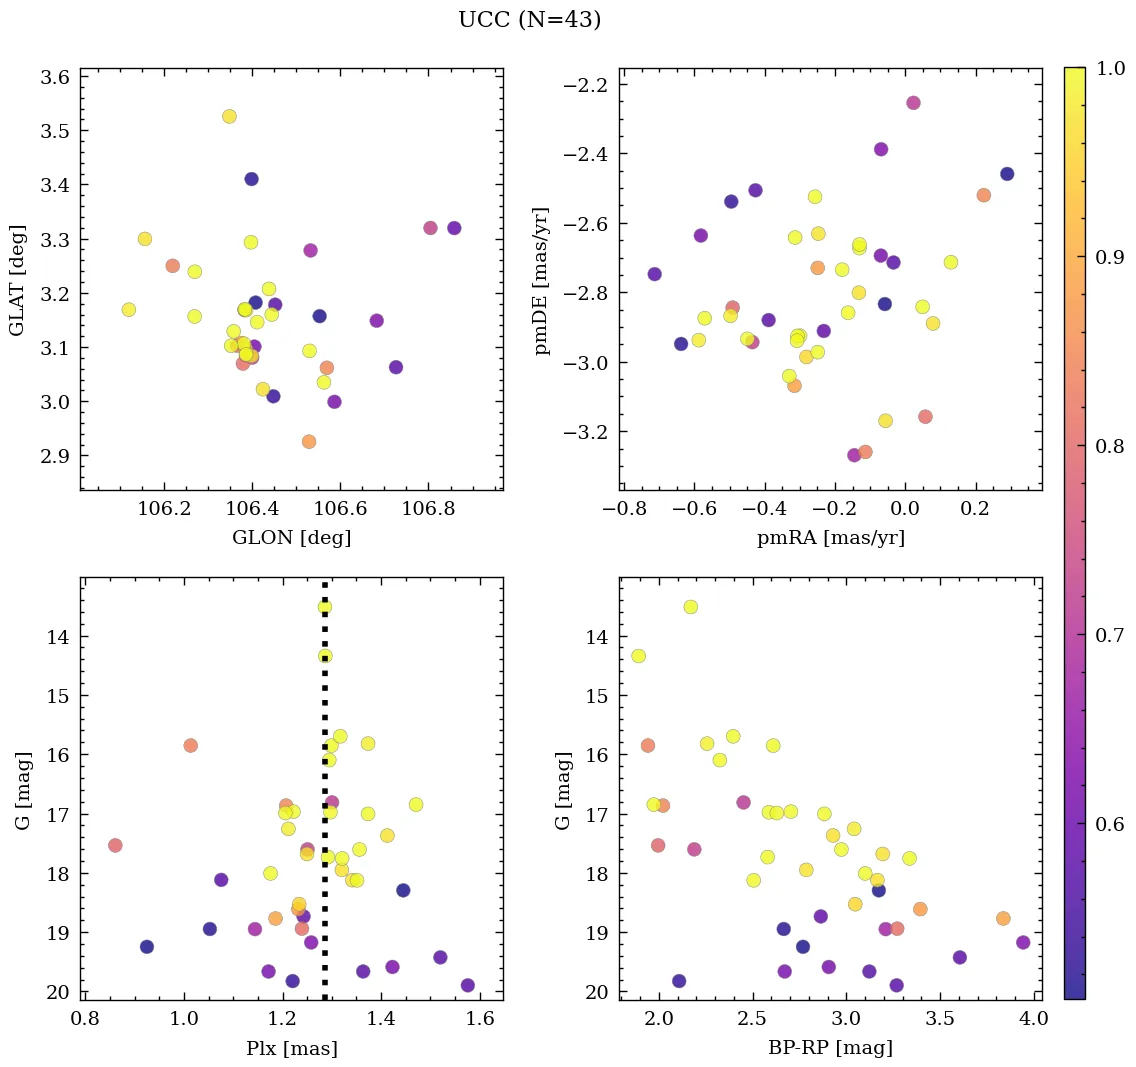 UCC (N=43)
3.6
3.5
3.4
3.3
3.2
3.1
3.0
2.9
GLAT [deg]
106.2 106.4 106.6 106.8
GLON [deg]
−2.2
−2.4
−2.6
−2.8
−3.0
−3.2
pmDE [mas/yr]
−0.8 −0.6 −0.4 −0.2 0.0 0.2
pmRA [mas/yr]
1.0
0.9
0.8
0.7
0.6
14
15
16
17
18
19
20
G [mag]
0.8 1.0 1.2 1.4 1.6
Plx [mas]
14
15
16
17
18
19
20
G [mag]
2.0 2.5 3.0 3.5 4.0
BP-RP [mag]